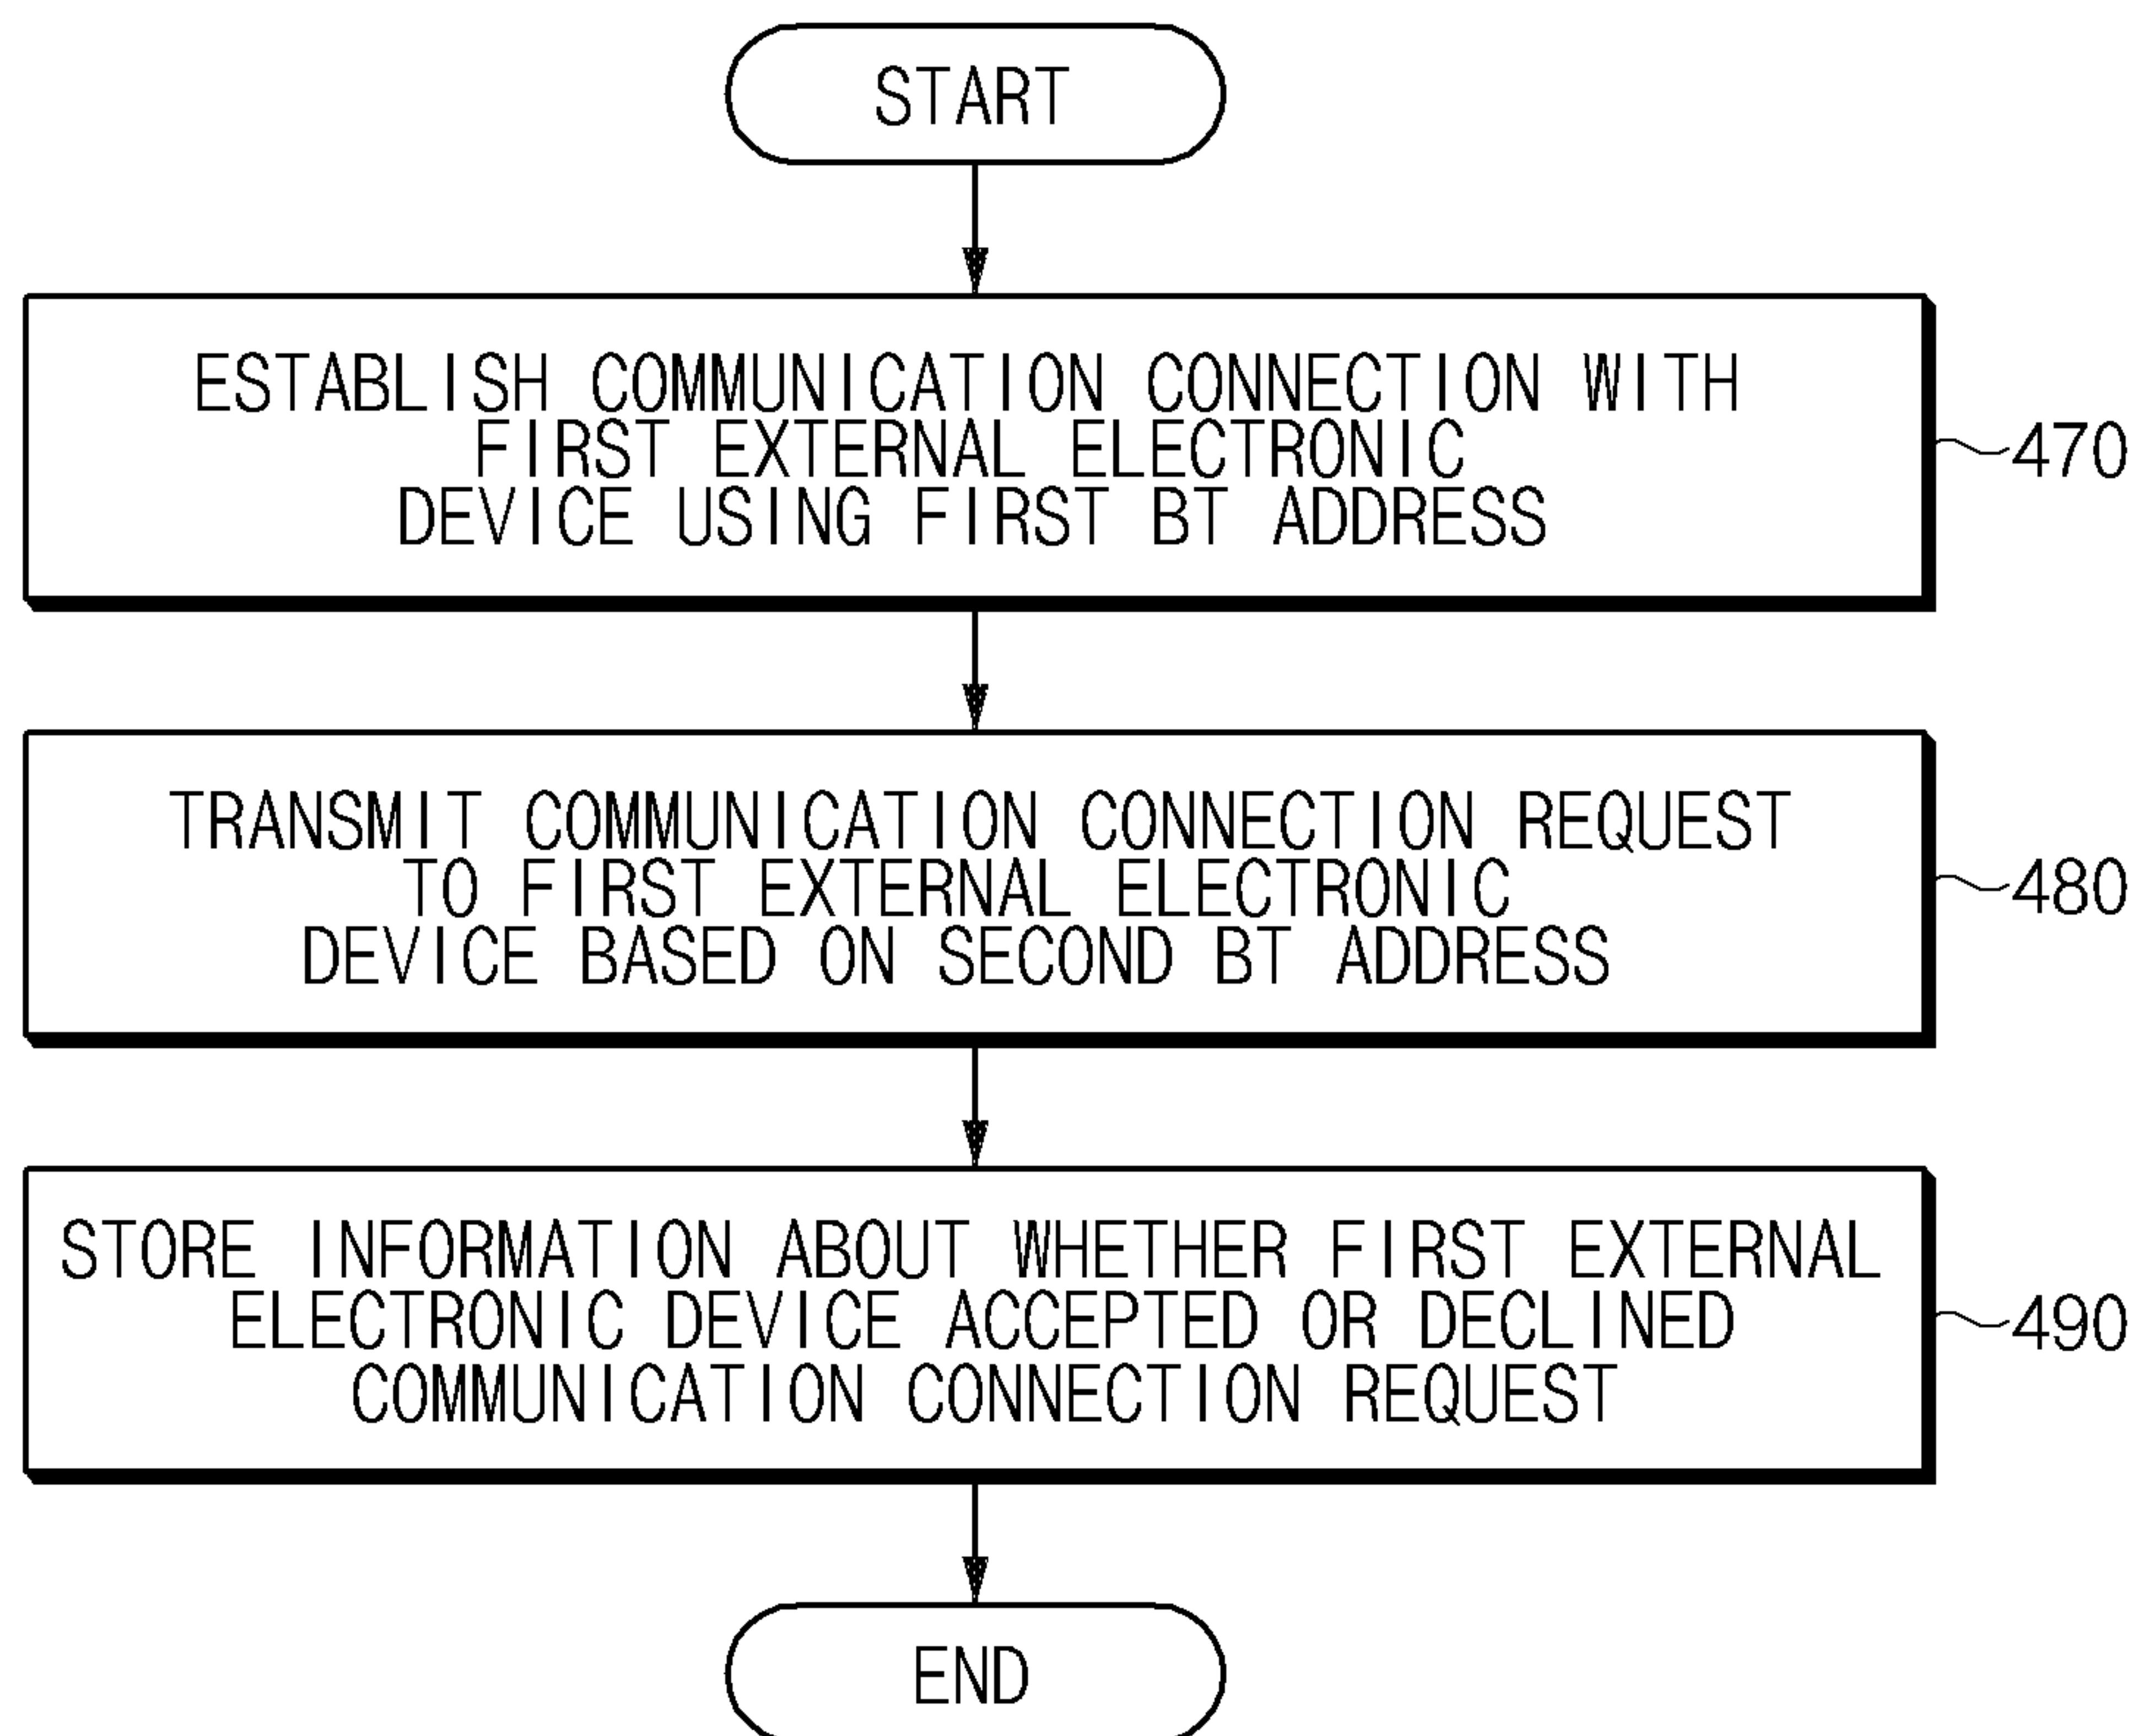 START
ESTABLISH COMMUNICATION CONNECTION WITH
FIRST EXTERNAL ELECTRONIC
DEVICE USING FIRST BT ADDRESS
470
TRANSMIT COMMUNICATION CONNECTION REQUEST
TO FIRST EXTERNAL ELECTRONIC
DEVICE BASED ON SECOND BT ADDRESS
480
STORE INFORMATION ABOUT WHETHER FIRST EXTERNAL
ELECTRONIC DEVICE ACCEPTED OR DECLINED
COMMUNICATION CONNECTION REQUEST
490
END